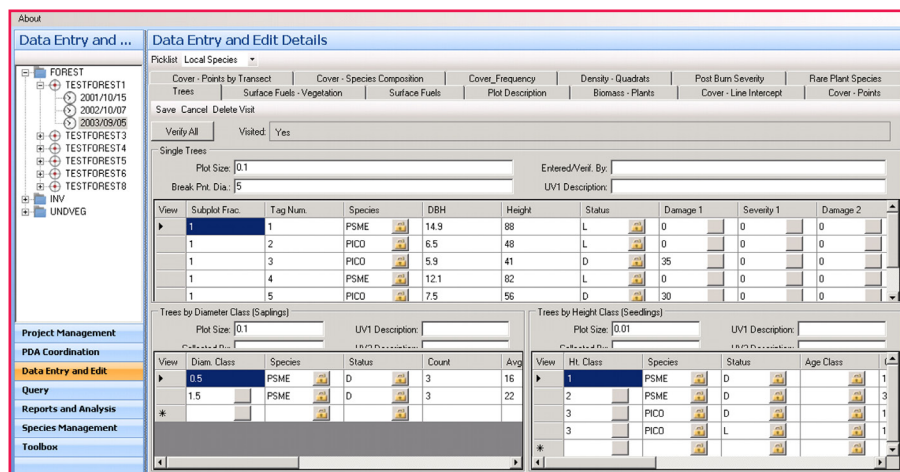 About
Data Entry and ...
Data Entry and Edit Details
Picklist Local Species
FOREST
TESTFOREST1
2001/10/15
2002/10/07
2003/09/05
TESTFOREST3
TESTFOREST4
TESTFOREST5
TESTFOREST6
TESTFOREST8
INV
UNDVEG
Project Management
PDA Coordination
Data Entry and Edit
Query
Reports and Analysis
Species Management
Toolbox
Cover - Points by Transect Cover - Species Composition Cover_Frequency Density - Quadrats Post Burn Severity Rare Plant Species
Trees Surface Fuels - Vegetation Surface Fuels Plot Description Biomass - Plants Cover - Line Intercept Cover - Points
Save Cancel Delete Visit
Verify All Visited: Yes
Single Trees
Plot Size: 0.1 Entered/Verif. By:
Break Pnt. Dia.: 5 UV1 Description:
View Subplot Frac. Tag Num. Species DBH Height Status Damage 1 Severity 1 Damage 2
1 1 PSME 14.9 88 L 0 0 0
1 2 PICO 6.5 48 L 0 0 0
1 3 PICO 5.9 41 D 35 0 0
1 4 PSME 12.1 82 L 0 0 0
1 5 PICO 7.5 56 D 30 0 0
Trees by Diameter Class (Saplings)
Plot Size: 0.1 UV1 Description:
View Diam. Class Species Status Count Avg
0.5 PSME D 3 16
1.5 PSME D 3 22
*
Trees by Height Class (Seedlings)
Plot Size: 0.01 UV1 Description:
View Ht. Class Species Status Age Class
1 PSME D 1
2 PSME D 3
3 PICO D 1
3 PICO L 1
*